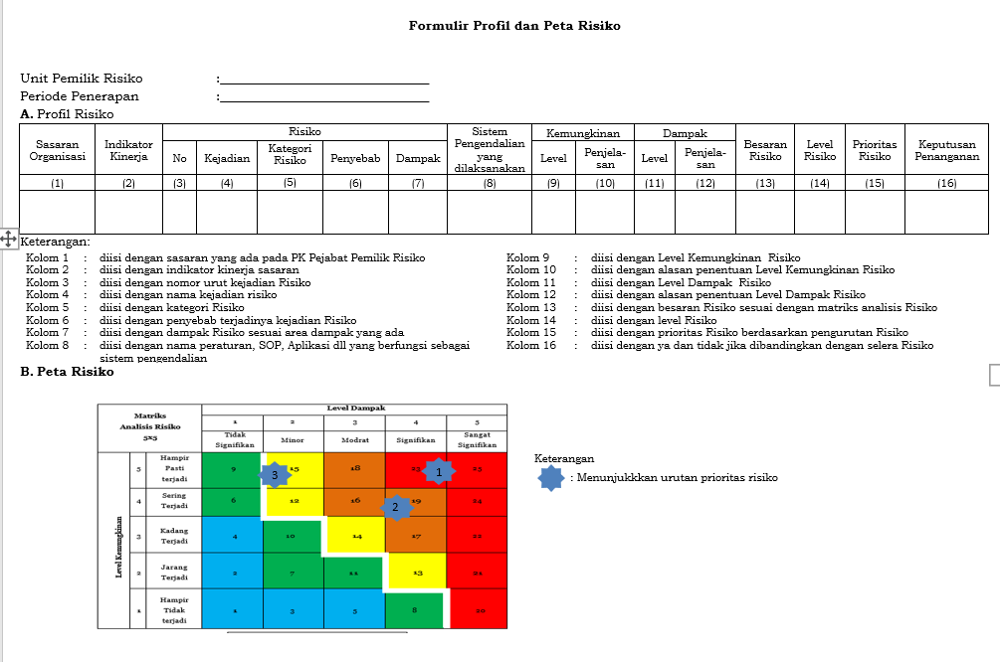 Formulir Profil dan Peta Risiko
Unit Pemilik Risiko :
Periode Penerapan :
A. Profil Risiko
Sasaran Organisasi
Indikator Kinerja
Risiko
No
Kejadian
Kategori Risiko
Penyebab
Dampak
Sistem Pengendalian yang dilaksanakan
Kemungkinan
Level
Penjela-san
Dampak
Level
Penjela-san
Besaran Risiko
Level Risiko
Prioritas Risiko
Keputusan Penanganan
(1) (2) (3) (4) (5) (6) (7) (8) (9) (10) (11) (12) (13) (14) (15) (16)
Keterangan:
Kolom 1 : diisi dengan sasaran yang ada pada PK Pejabat Pemilik Risiko
Kolom 2 : diisi dengan indikator kinerja sasaran
Kolom 3 : diisi dengan nomor urut kejadian Risiko
Kolom 4 : diisi dengan nama kejadian risiko
Kolom 5 : diisi dengan kategori Risiko
Kolom 6 : diisi dengan penyebab terjadinya kejadian Risiko
Kolom 7 : diisi dengan dampak Risiko sesuai area dampak yang ada
Kolom 8 : diisi dengan nama peraturan, SOP, Aplikasi dll yang berfungsi sebagai
sistem pengendalian
Kolom 9 : diisi dengan Level Kemungkinan Risiko
Kolom 10 : diisi dengan alasan penentuan Level Kemungkinan Risiko
Kolom 11 : diisi dengan Level Dampak Risiko
Kolom 12 : diisi dengan alasan penentuan Level Dampak Risiko
Kolom 13 : diisi dengan besaran Risiko sesuai dengan matriks analisis Risiko
Kolom 14 : diisi dengan level Risiko
Kolom 15 : diisi dengan prioritas Risiko berdasarkan pengurutan Risiko
Kolom 16 : diisi dengan ya dan tidak jika dibandingkan dengan selera Risiko
B. Peta Risiko
Matriks
Analisis Risiko
5x5
Level Dampak
1 2 3 4 5
Tidak Signifikan
Minor
Modrat
Signifikan
Sangat Signifikan
Level Kemungkinan
5 Hampir Pasti terjadi 9 3 15 18 23 1 25
4 Sering Terjadi 6 12 16 2 19 24
3 Kadang Terjadi 4 10 14 17 22
2 Jarang Terjadi 2 7 11 13 21
1 Hampir Tidak terjadi 1 3 5 8 20
Keterangan
: Menunjukkkan urutan prioritas risiko